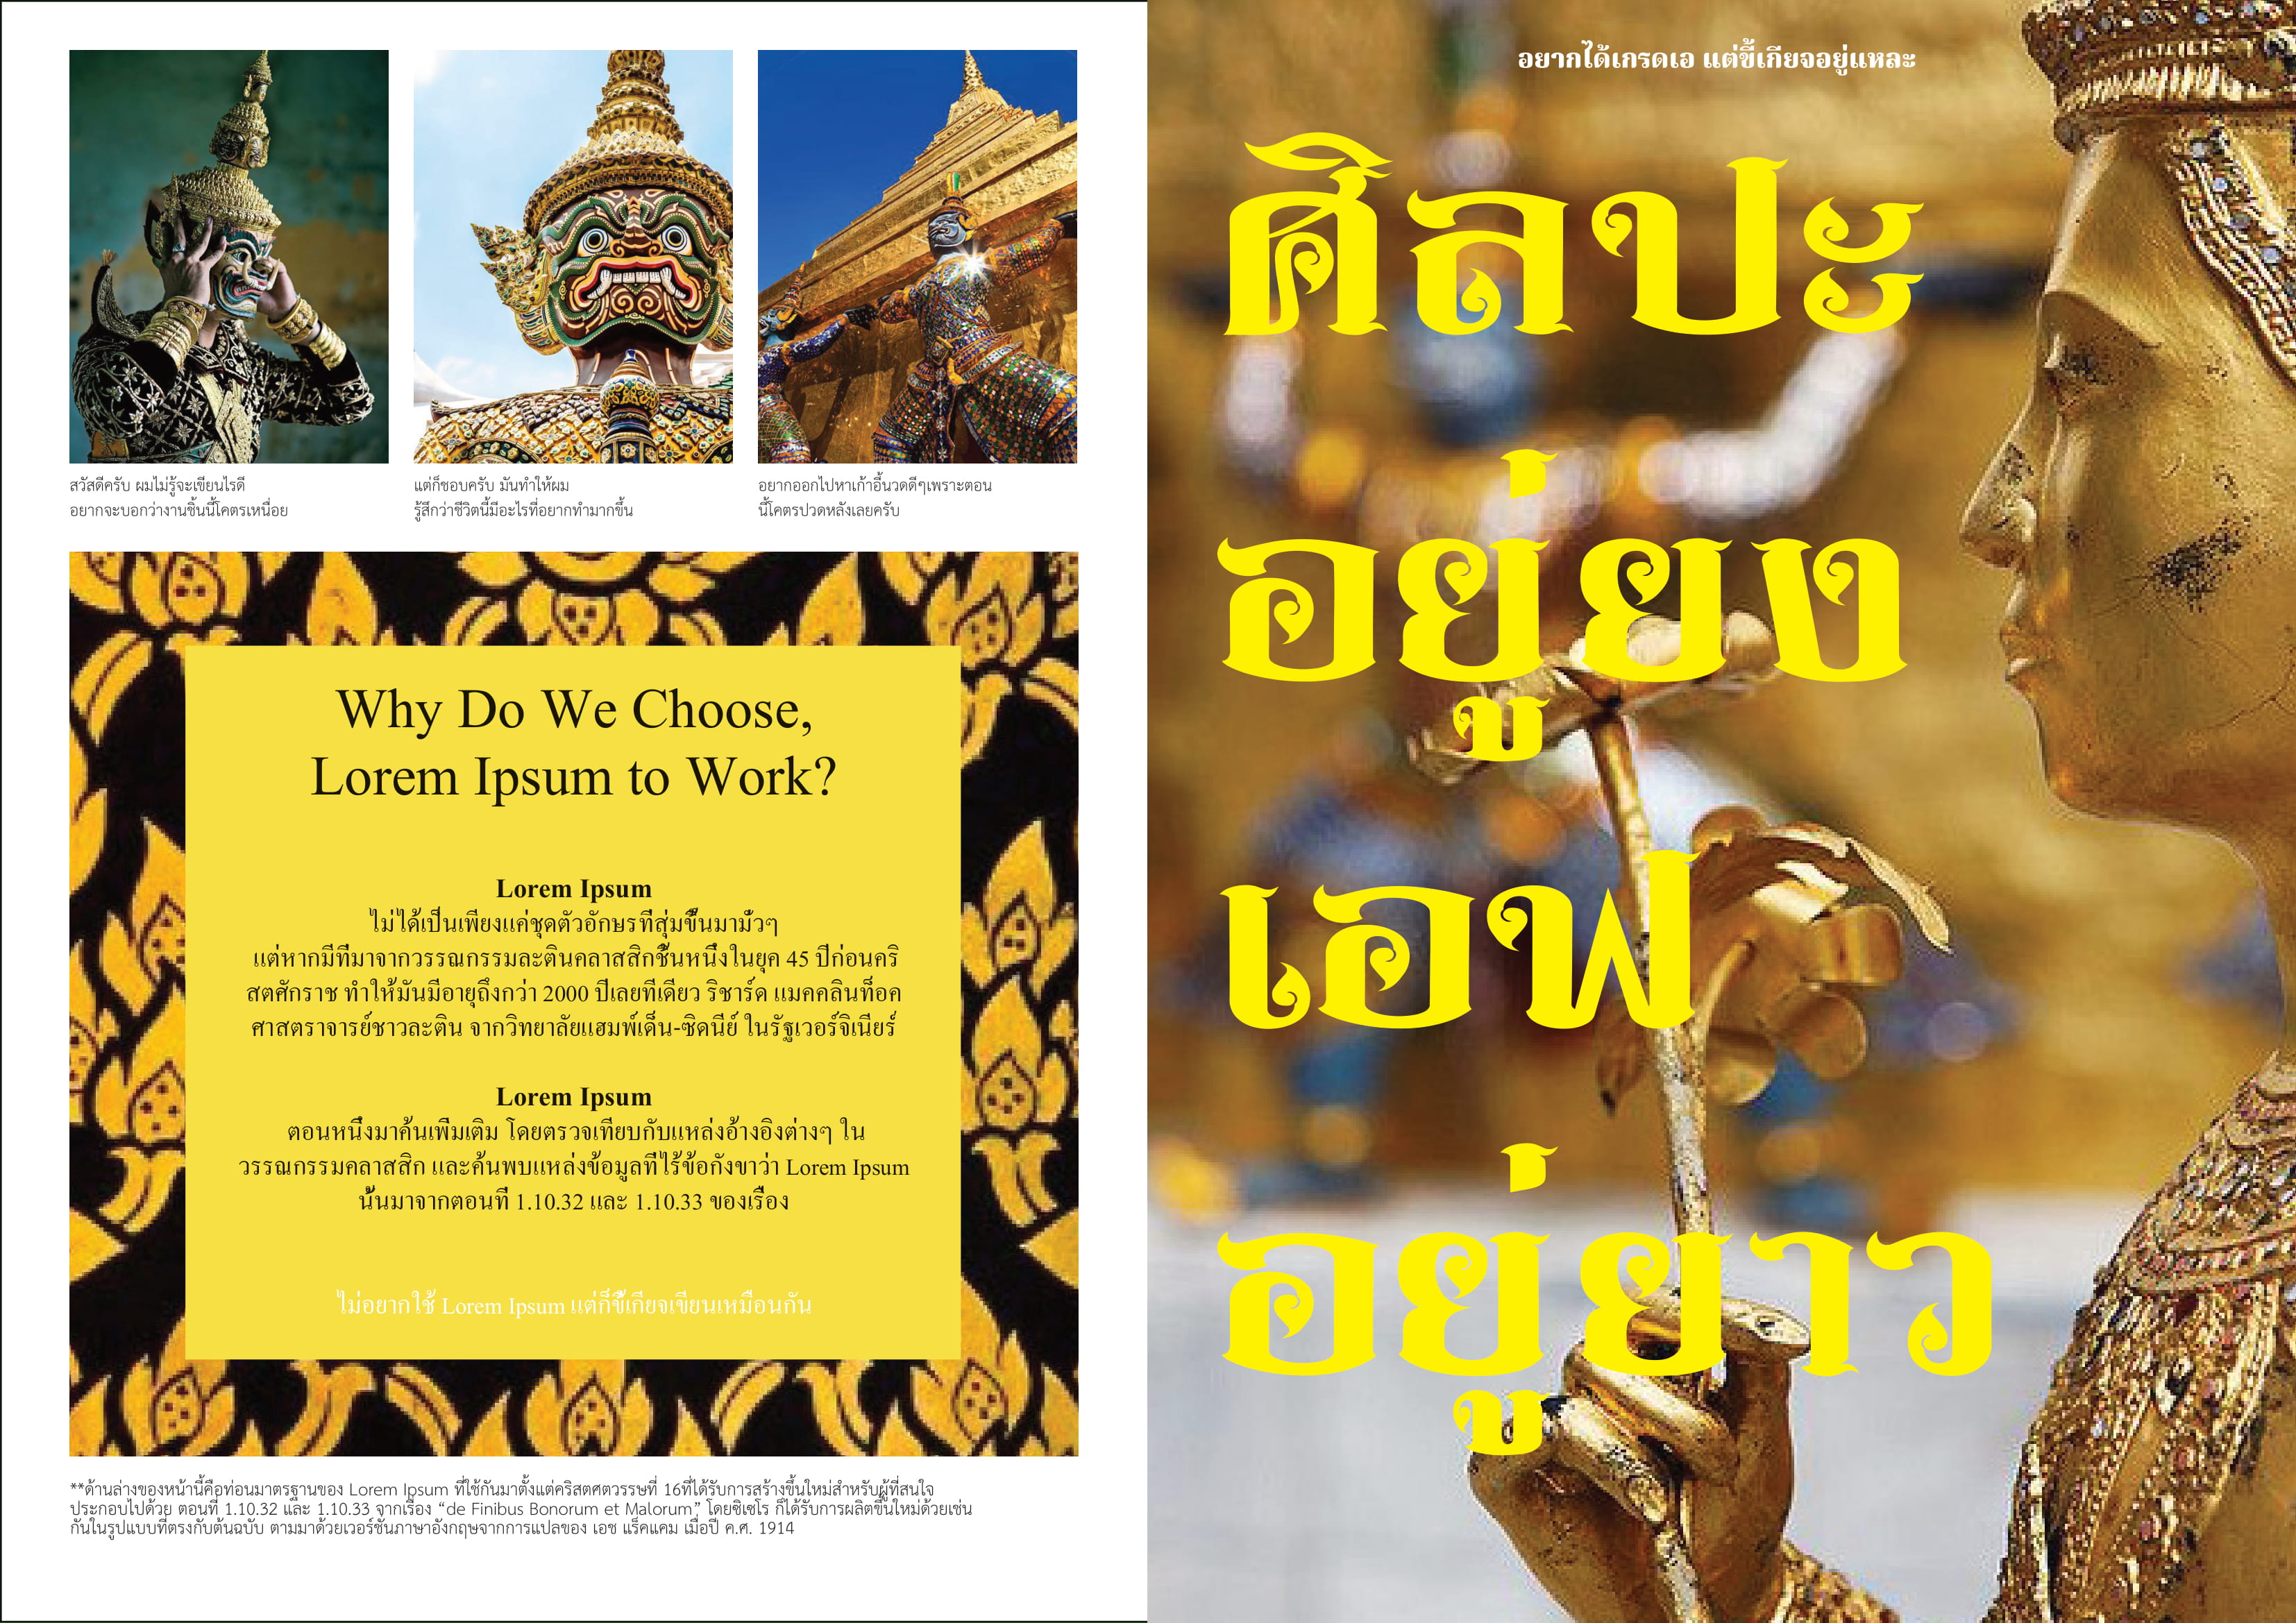 สวัสดีครับ ผมไม่รู้จะเขียนไรดี
อยากจะบอกว่างานชิ้นนี้โคตรเหนื่อย
แต่ก็ชอบครับ มันทำให้ผม
รู้สึกว่าชีวิตนี้มีอะไรที่อยากทำมากขึ้น
อยากออกไปหาเก้าอี้นวดดีๆเพราะตอน
นี้โคตรปวดหลังเลยครับ
Why Do We Choose,
Lorem Ipsum to Work?
Lorem Ipsum
ไม่ได้เป็นเพียงแค่ชุดตัวอักษรที่สุ่มขึ้นมามั่วๆ
แต่หากมีที่มาจากวรรณกรรมละตินคลาสสิกชิ้นหนึ่งในยุค 45 ปีก่อนคริ
สตศักราช ทำให้มันมีอายุถึงกว่า 2000 ปีเลยทีเดียว ริชาร์ด แมคคลินท็อค
ศาสตราจารย์ชาวละติน จากวิทยาลัยแฮมพ์เด็น-ซิดนีย์ ในรัฐเวอร์จิเนียร์
Lorem Ipsum
ตอนหนึ่งมาค้นเพิ่มเติม โดยตรวจเทียบกับแหล่งอ้างอิงต่างๆ ใน
วรรณกรรมคลาสสิก และค้นพบแหล่งข้อมูลที่ไร้ข้อกังขาว่า Lorem Ipsum
นั้นมาจากตอนที่ 1.10.32 และ 1.10.33 ของเรื่อง
ไม่อยากใช้ Lorem Ipsum แต่ก็ขี้เกียจเขียนเหมือนกัน
**ด้านล่างของหน้านี้คือท่อนมาตรฐานของ Lorem Ipsum ที่ใช้กันมาตั้งแต่คริสตศตวรรษที่ 16ที่ได้รับการสร้างขึ้นใหม่สำหรับผู้ที่สนใจ
ประกอบไปด้วย ตอนที่ 1.10.32 และ 1.10.33 จากเรื่อง “de Finibus Bonorum et Malorum” โดยซิเซโร ก็ได้รับการผลิตขึ้นใหม่ด้วยเช่น
กันในรูปแบบที่ตรงกับต้นฉบับ ตามมาด้วยเวอร์ชั่นภาษาอังกฤษจากการแปลของ เอช แร็คแคม เมื่อปี ค.ศ. 1914
อยากได้เกรดเอ แต่ขี้เกียจอยู่แหละ
ศิลปะ
อยู่ยง
เอฟ
อยู่ยาว